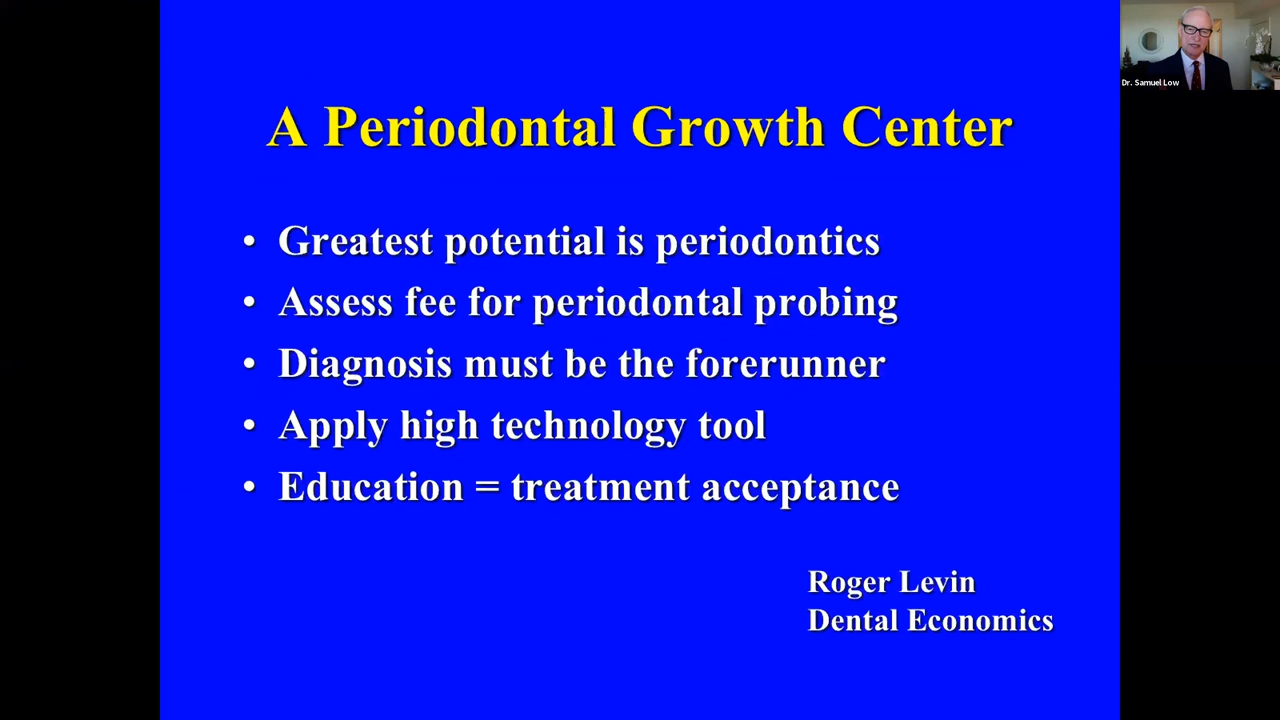 A Periodontal Growth Center
• Greatest potential is periodontics
• Assess fee for periodontal probing
• Diagnosis must be the forerunner
• Apply high technology tool
• Education = treatment acceptance
Roger Levin
Dental Economics
Dr. Samuel Low